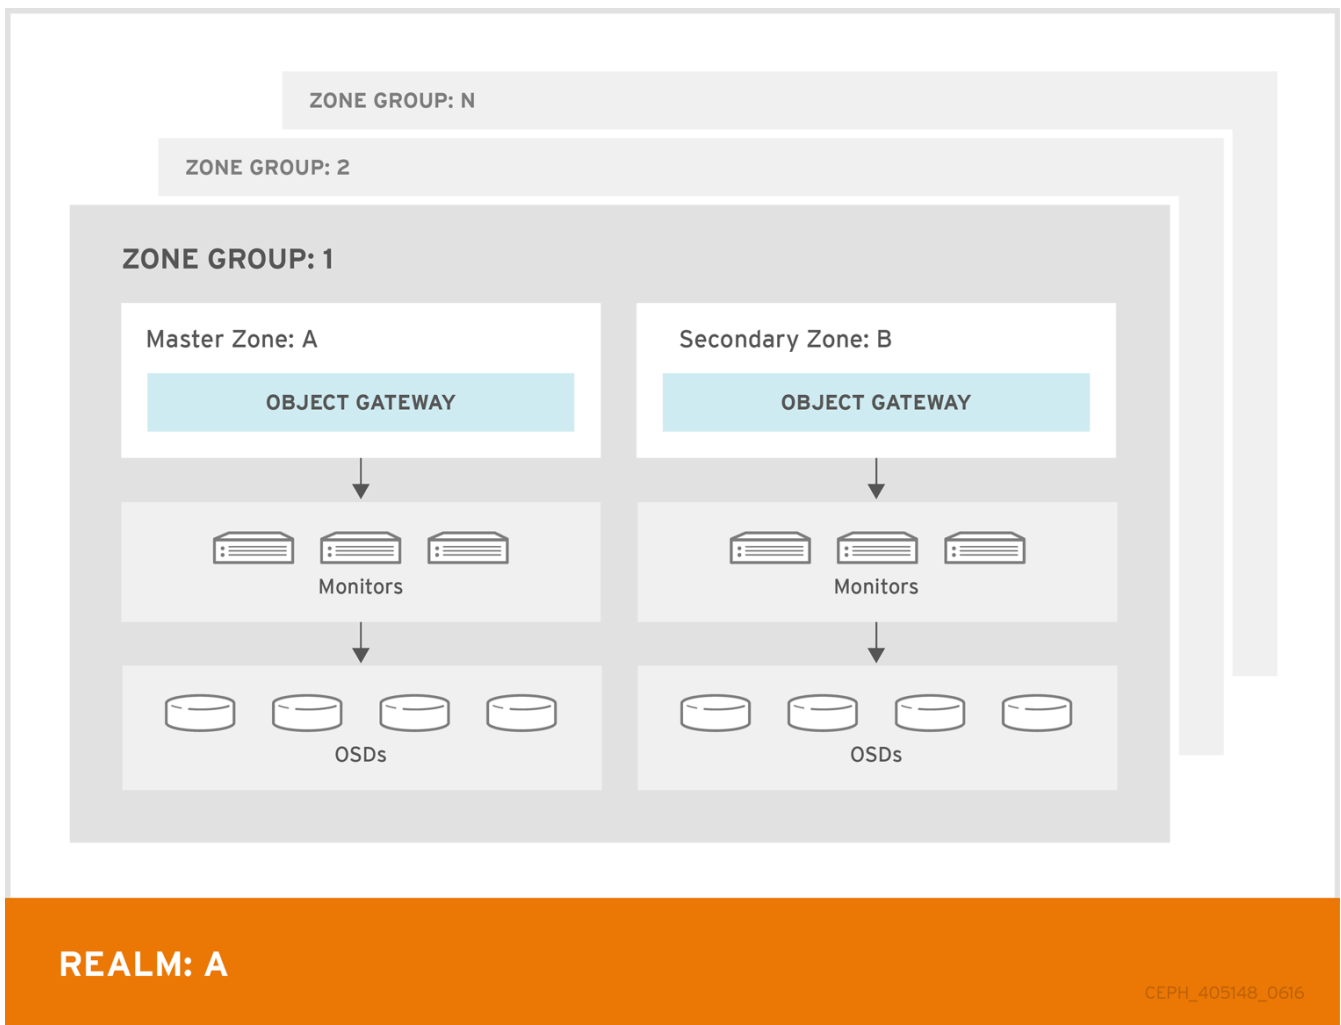 ZONE GROUP: N
ZONE GROUP: 2
ZONE GROUP: 1
Master Zone: A
OBJECT GATEWAY
Monitors
OSDs
Secondary Zone: B
OBJECT GATEWAY
Monitors
OSDs
REALM: A
CEPH_405148_0616